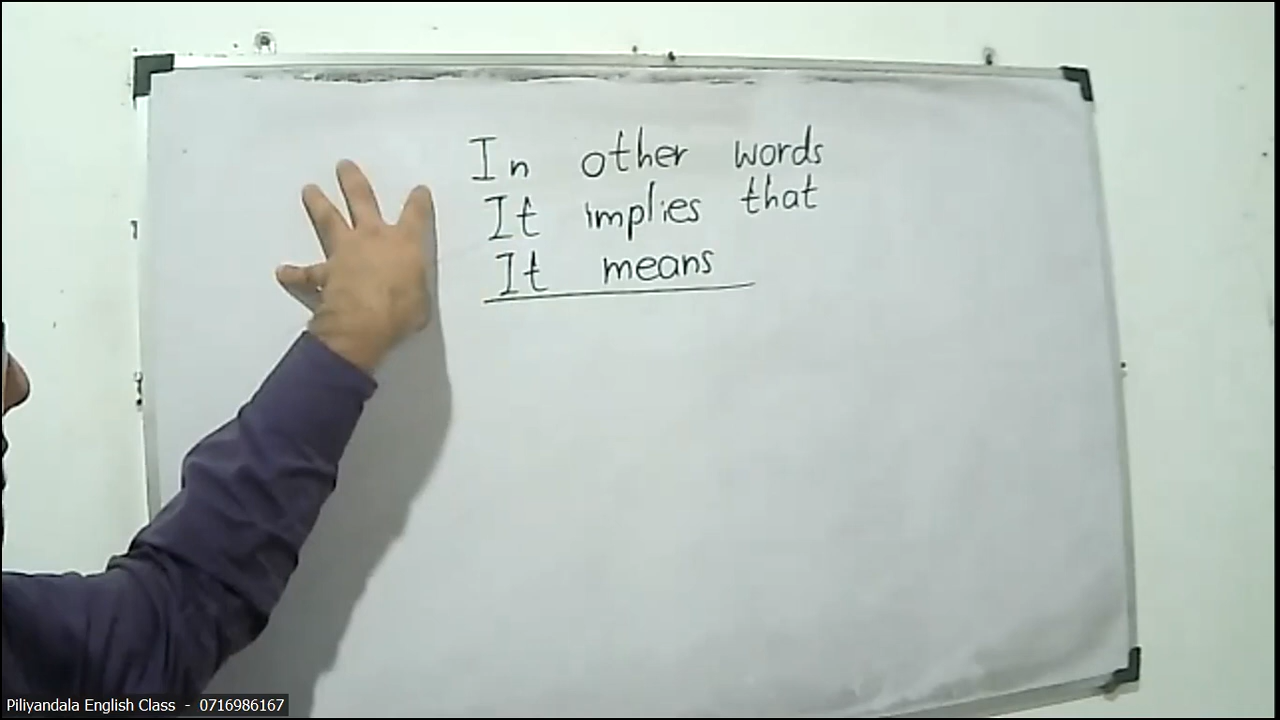 In other words
It implies that
It means
Piliyandala English Class - 0716986167